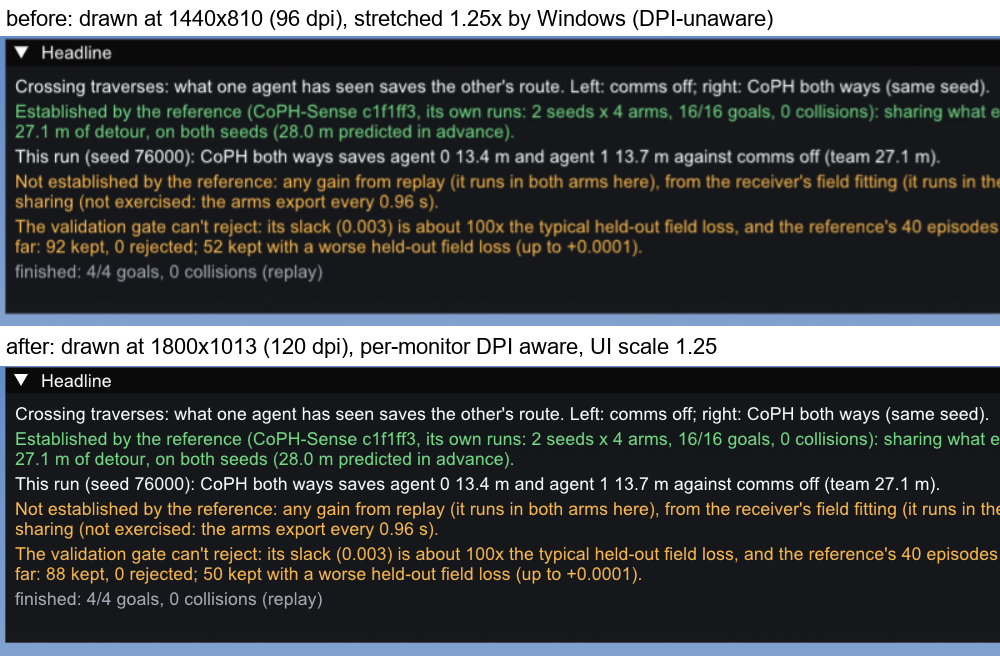 before: drawn at 1440x810 (96 dpi), stretched 1.25x by Windows (DPI-unaware)
Headline
Crossing traverses: what one agent has seen saves the other's route. Left: comms off; right: CoPH both ways (same seed).
Established by the reference (CoPH-Sense c1f1ff3, its own runs: 2 seeds x 4 arms, 16/16 goals, 0 collisions): sharing what e
27.1 m of detour, on both seeds (28.0 m predicted in advance).
This run (seed 76000): CoPH both ways saves agent 0 13.4 m and agent 1 13.7 m against comms off (team 27.1 m).
Not established by the reference: any gain from replay (it runs in both arms here), from the receiver's field fitting (it runs in the
sharing (not exercised: the arms export every 0.96 s).
The validation gate can't reject: its slack (0.003) is about 100x the typical held-out field loss, and the reference's 40 episodes
far: 92 kept, 0 rejected; 52 kept with a worse held-out field loss (up to +0.0001).
finished: 4/4 goals, 0 collisions (replay)
after: drawn at 1800x1013 (120 dpi), per-monitor DPI aware, UI scale 1.25
Headline
Crossing traverses: what one agent has seen saves the other's route. Left: comms off; right: CoPH both ways (same seed).
Established by the reference (CoPH-Sense c1f1ff3, its own runs: 2 seeds x 4 arms, 16/16 goals, 0 collisions): sharing what e
27.1 m of detour, on both seeds (28.0 m predicted in advance).
This run (seed 76000): CoPH both ways saves agent 0 13.4 m and agent 1 13.7 m against comms off (team 27.1 m).
Not established by the reference: any gain from replay (it runs in both arms here), from the receiver's field fitting (it runs in the
sharing (not exercised: the arms export every 0.96 s).
The validation gate can't reject: its slack (0.003) is about 100x the typical held-out field loss, and the reference's 40 episodes
far: 88 kept, 0 rejected; 50 kept with a worse held-out field loss (up to +0.0001).
finished: 4/4 goals, 0 collisions (replay)